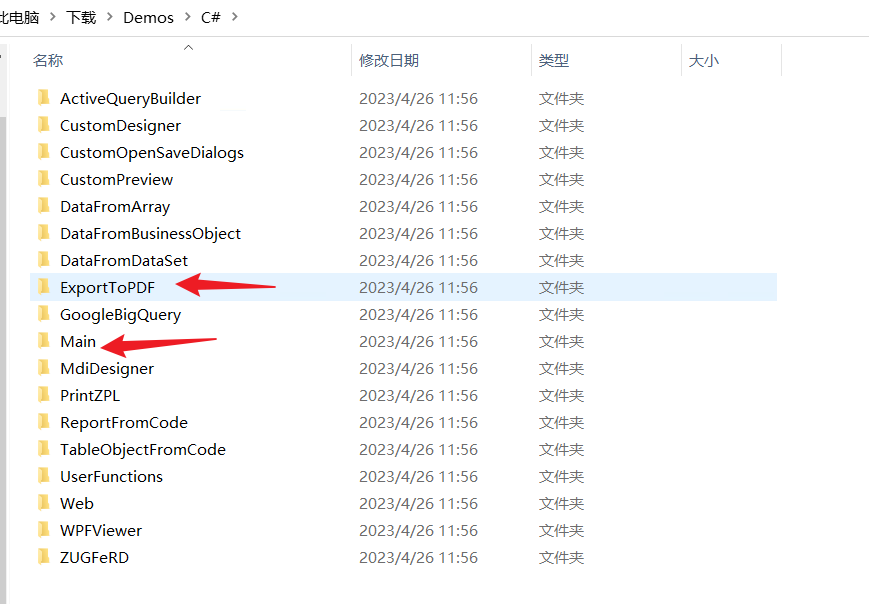 此电脑 > 下载 > Demos > C# >
名称 修改日期 类型 大小
ActiveQueryBuilder 2023/4/26 11:56 文件夹
CustomDesigner 2023/4/26 11:56 文件夹
CustomOpenSaveDialogs 2023/4/26 11:56 文件夹
CustomPreview 2023/4/26 11:56 文件夹
DataFromArray 2023/4/26 11:56 文件夹
DataFromBusinessObject 2023/4/26 11:56 文件夹
DataFromDataSet 2023/4/26 11:56 文件夹
ExportToPDF 2023/4/26 11:56 文件夹
GoogleBigQuery 2023/4/26 11:56 文件夹
Main 2023/4/26 11:56 文件夹
MdiDesigner 2023/4/26 11:56 文件夹
PrintZPL 2023/4/26 11:56 文件夹
ReportFromCode 2023/4/26 11:56 文件夹
TableObjectFromCode 2023/4/26 11:56 文件夹
UserFunctions 2023/4/26 11:56 文件夹
Web 2023/4/26 11:56 文件夹
WPFViewer 2023/4/26 11:56 文件夹
ZUGFeRD 2023/4/26 11:56 文件夹